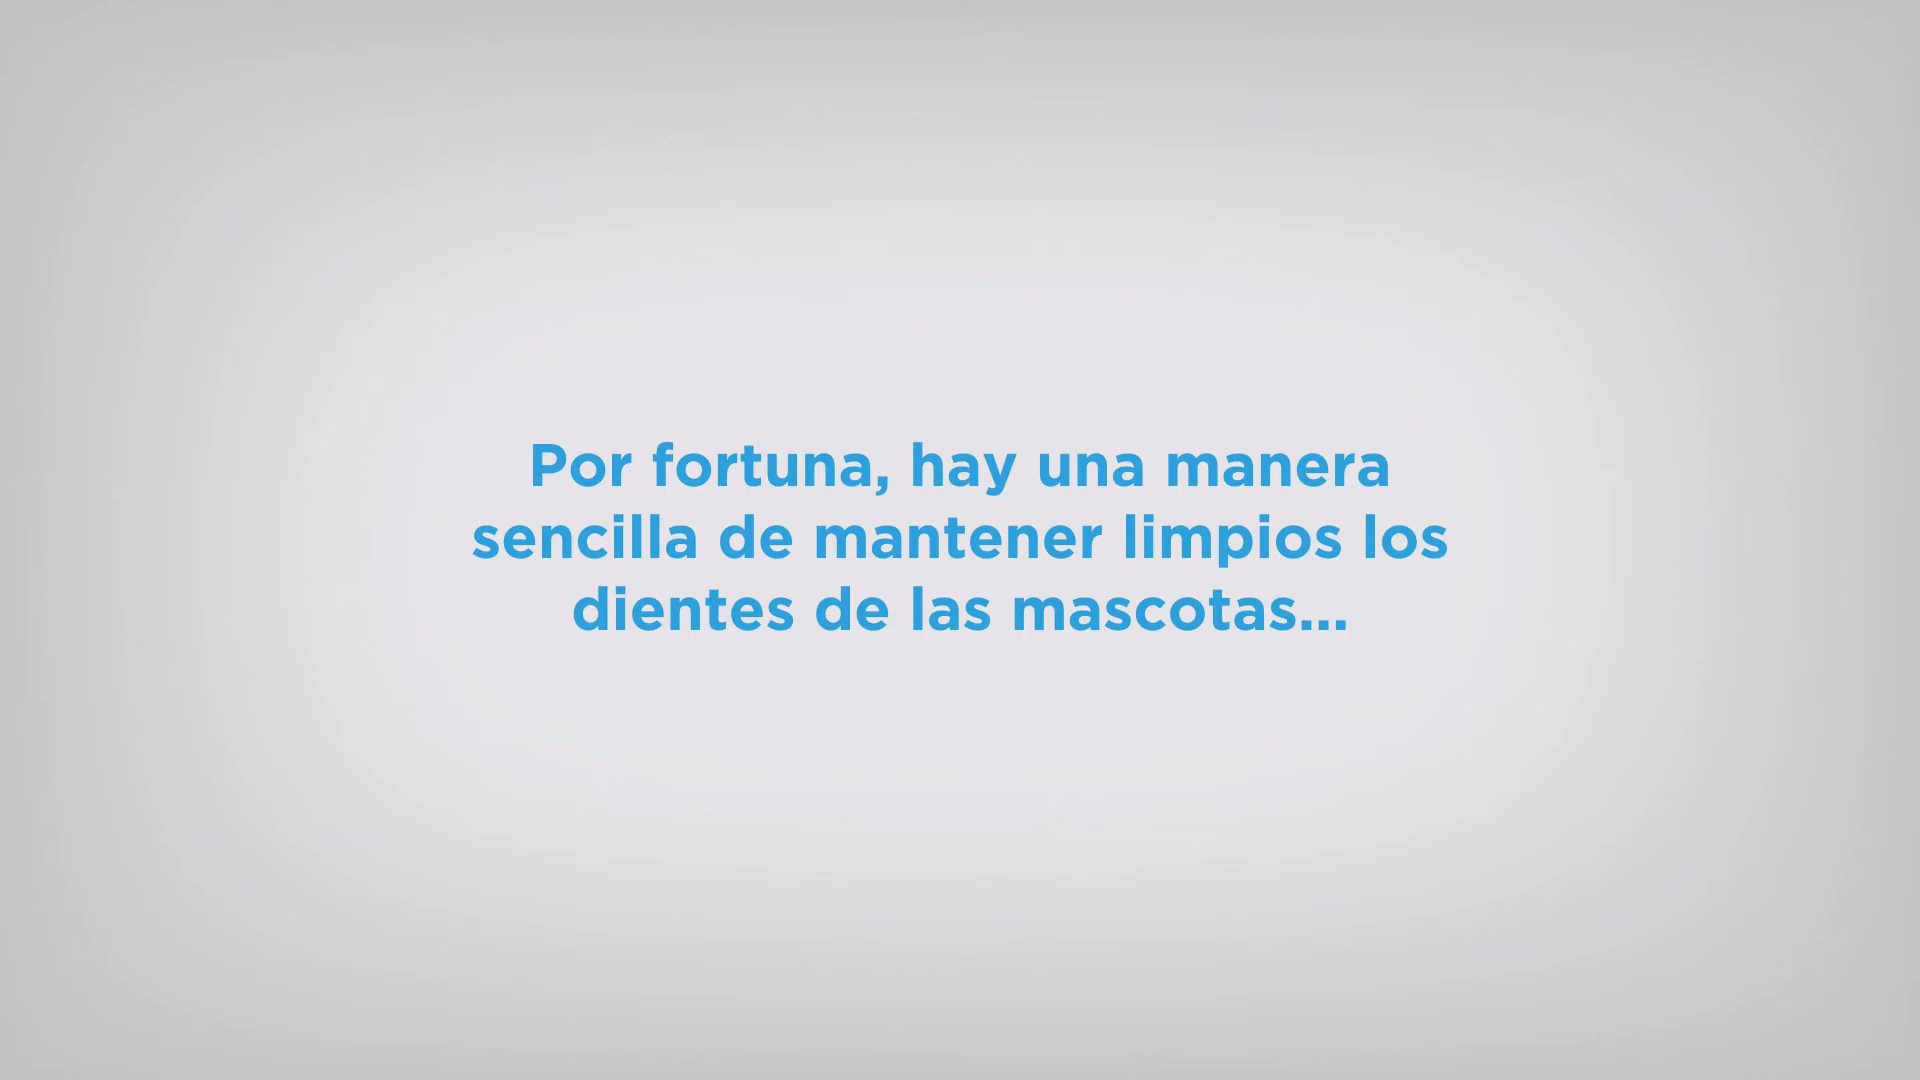 Por fortuna, hay una manera
sencilla de mantener limpios los
dientes de las mascotas...